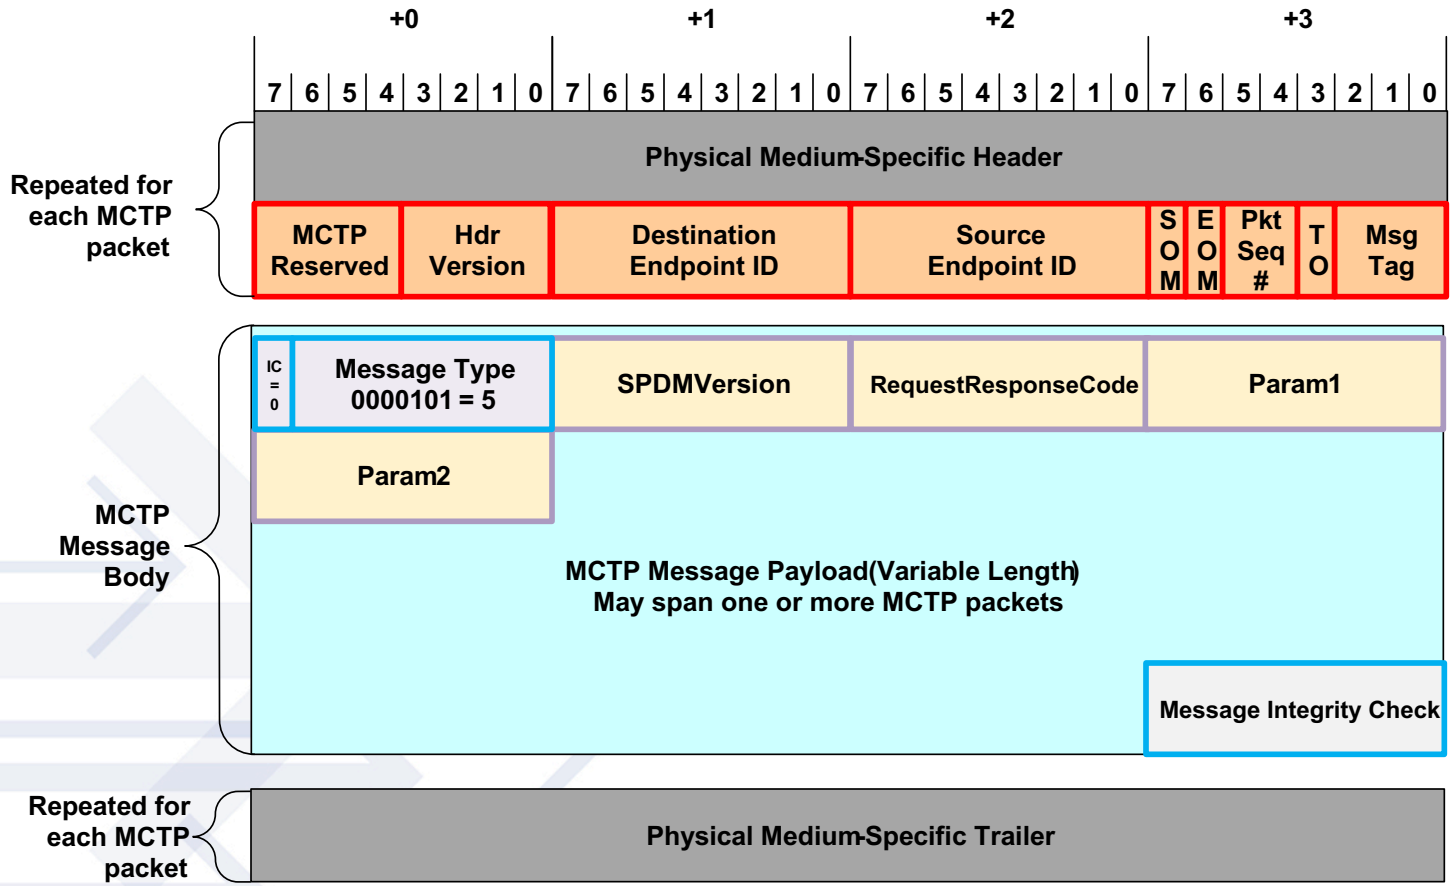 +0 +1 +2 +3
7 6 5 4 3 2 1 0 7 6 5 4 3 2 1 0 7 6 5 4 3 2 1 0 7 6 5 4 3 2 1 0
Repeated for
each MCTP
packet
Physical Medium-Specific Header
MCTP
Reserved
Hdr
Version
Destination
Endpoint ID
Source
Endpoint ID
S
O
M
E
O
M
Pkt
Seq
#
T
O
Msg
Tag
MCTP
Message
Body
IC
=
0
Message Type
0000101 = 5
SPDMVersion
RequestResponseCode
Param1
Param2
MCTP Message Payload(Variable Length)
May span one or more MCTP packets
Message Integrity Check
Repeated for
each MCTP
packet
Physical Medium-Specific Trailer